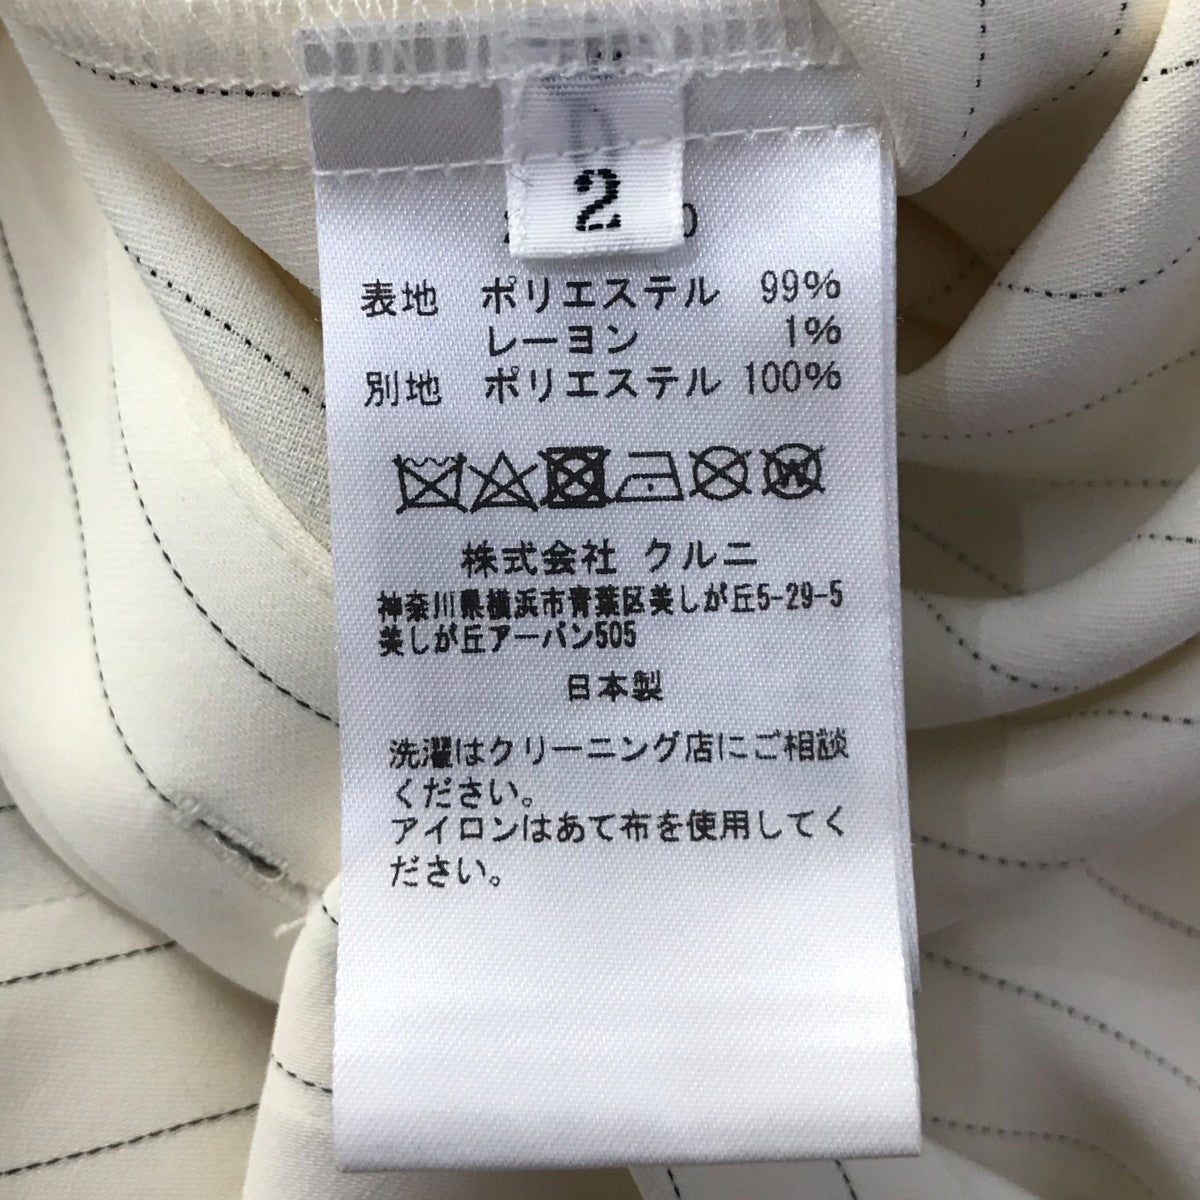 2
表地 ポリエステル 99%
レーヨン 1%
別地 ポリエステル 100%
W
株式会社 クルニ
神奈川県横浜市青葉区美しが丘5-29-5
美しが丘アーバン505
日本製
洗濯はクリーニング店にご相談
ください。
アイロンはあて布を使用してく
ださい。